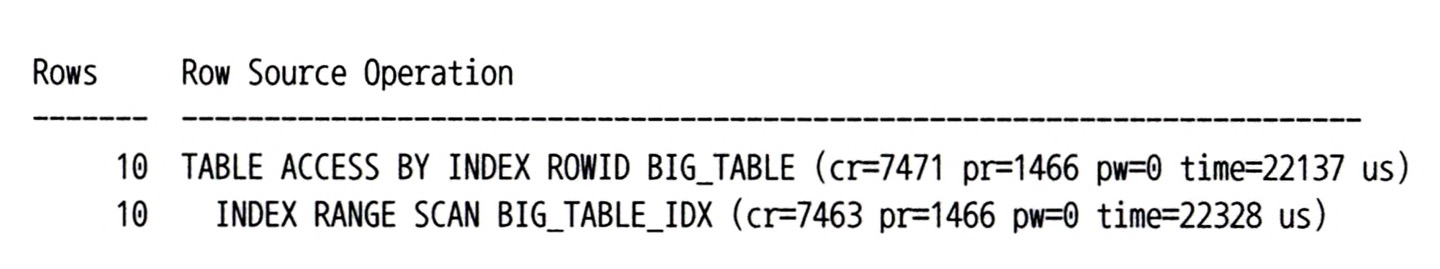 Rows     Row Source Operation
-------  ------------------------------------------------------------------------
     10  TABLE ACCESS BY INDEX ROWID BIG_TABLE (cr=7471 pr=1466 pw=0 time=22137 us)
     10    INDEX RANGE SCAN BIG_TABLE_IDX (cr=7463 pr=1466 pw=0 time=22328 us)